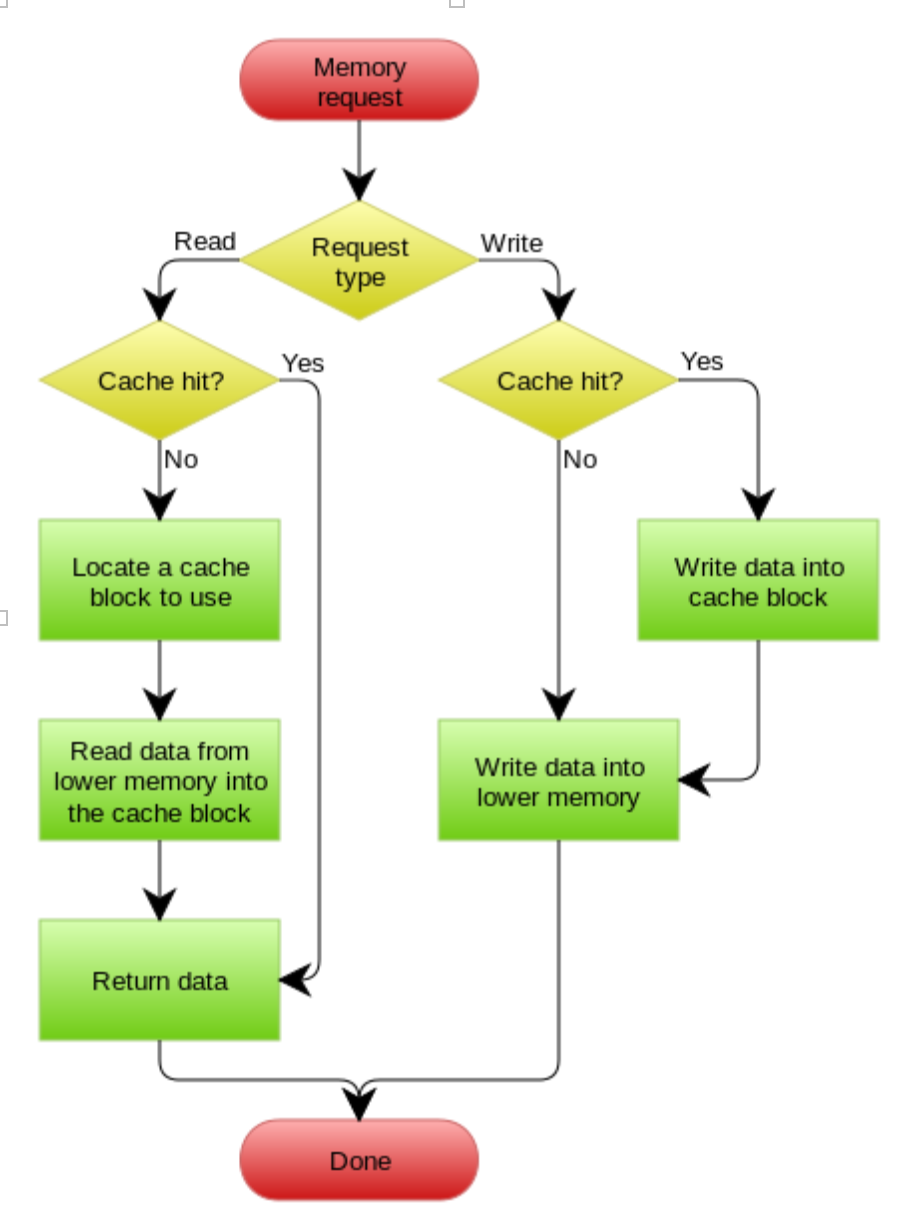 Memory
request
Request
type
Read
Write
Cache hit?
Yes
No
Cache hit?
Yes
No
Locate a cache
block to use
Write data into
cache block
Read data from
lower memory into
the cache block
Write data into
lower memory
Return data
Done